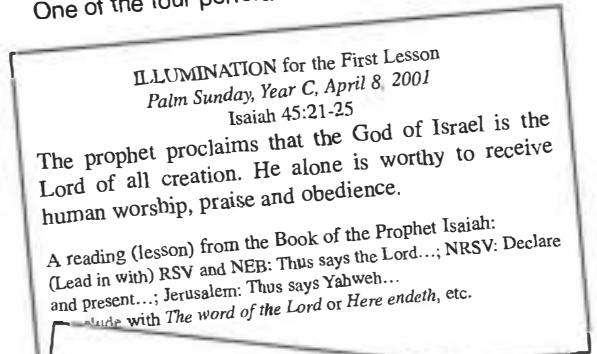 One of the four
ILLUMINATION for the First Lesson
Palm Sunday, Year C, April 8, 2001
Isaiah 45:21-25
The prophet proclaims that the God of Israel is the
Lord of all creation. He alone is worthy to receive
human worship, praise and obedience.
A reading (lesson) from the Book of the Prophet Isaiah:
(Lead in with) RSV and NEB: Thus says the Lord...; NRSV: Declare
and present...; Jerusalem: Thus says Yahweh...
with The word of the Lord or Here endeth, etc.